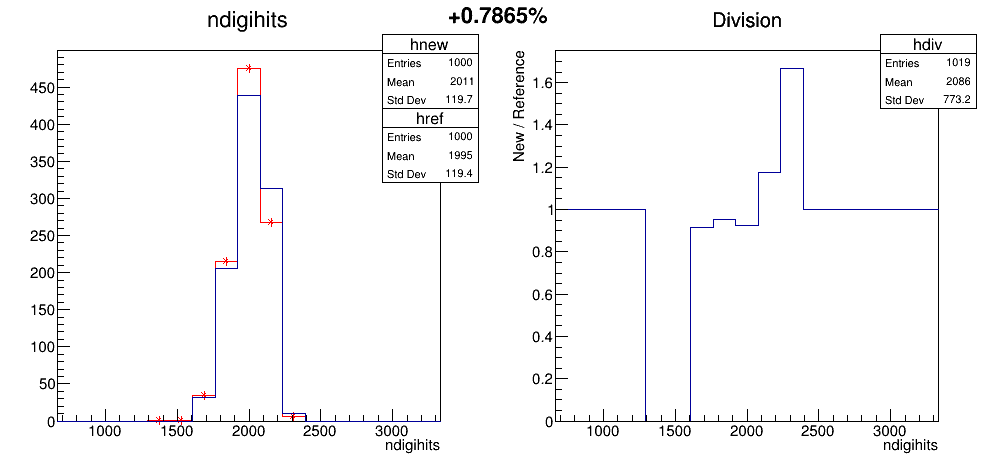 +0.7865%
ndigihits
hnew
Entries 1000
Mean 2011
Std Dev 119.7
href
Entries 1000
Mean 1995
Std Dev 119.4
450
400
350
300
250
200
150
100
50
0
1000 1500 2000 2500 3000
ndigihits
Division
hdiv
Entries 1019
Mean 2086
Std Dev 773.2
New / Reference
1.6
1.4
1.2
1
0.8
0.6
0.4
0.2
0
1000 1500 2000 2500 3000
ndigihits